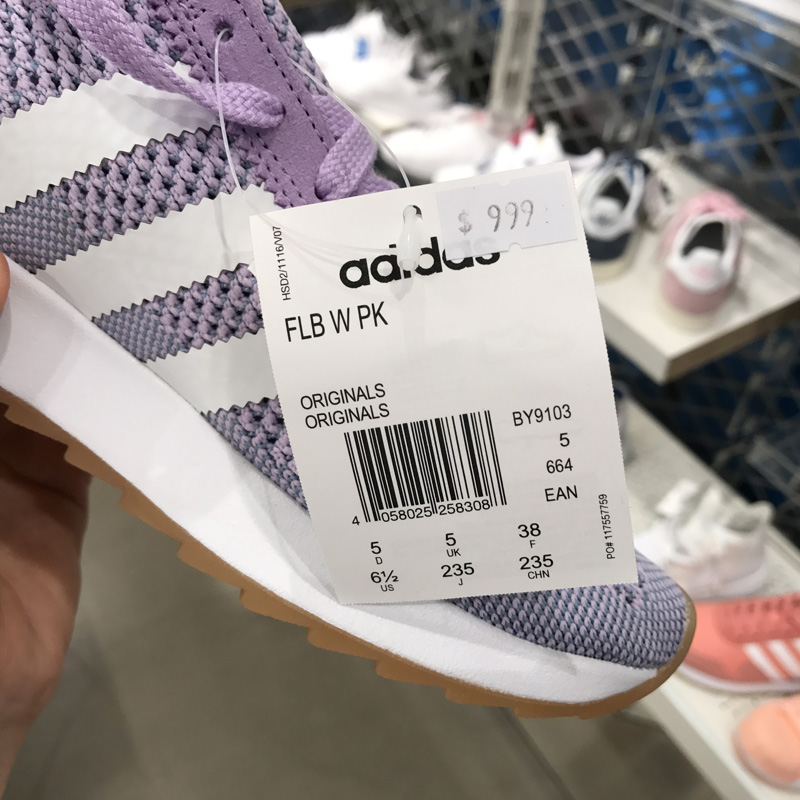 $ 999
HSD2/1116/V07
adidas
FLB W PK
ORIGINALS
ORIGINALS
BY9103
5
664
EAN
4 058025 258308
5 5 38
D UK F
6½ 235 235
US J CHN
PO# 117557759